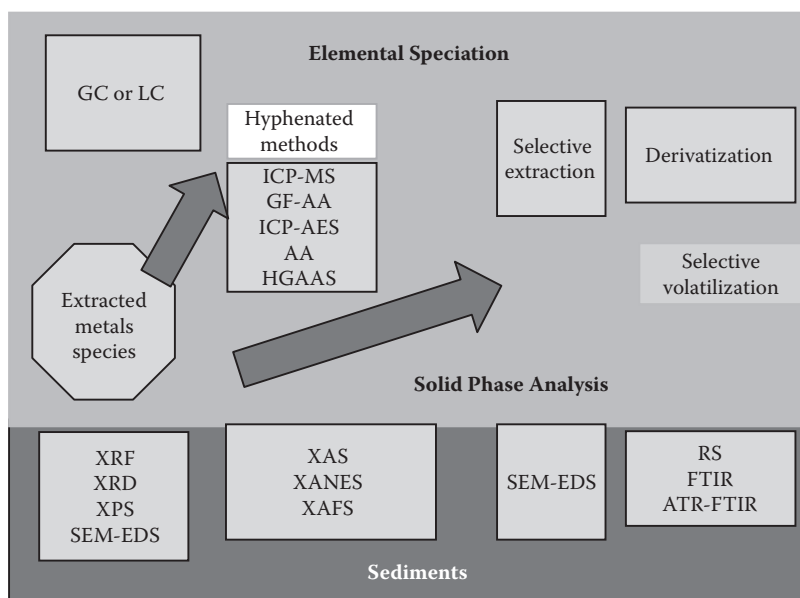 Elemental Speciation
GC or LC
Hyphenated
methods
ICP-MS
GF-AA
ICP-AES
AA
HGAAS
Selective
extraction
Derivatization
Selective
volatilization
Extracted
metals
species
Solid Phase Analysis
XRF
XRD
XPS
SEM-EDS
XAS
XANES
XAFS
SEM-EDS
RS
FTIR
ATR-FTIR
Sediments